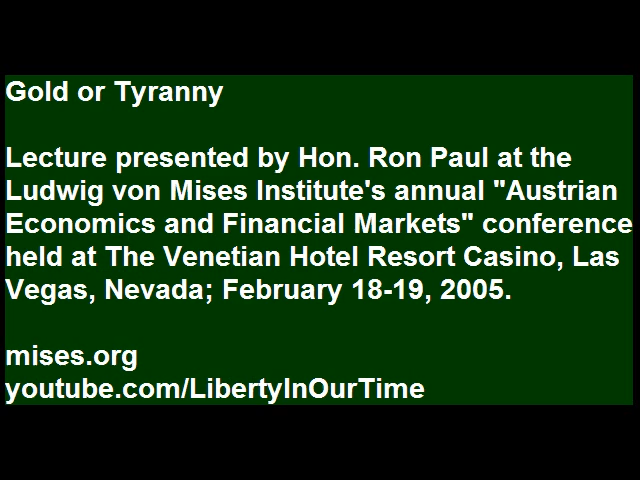 Gold or Tyranny
Lecture presented by Hon. Ron Paul at the
Ludwig von Mises Institute's annual "Austrian
Economics and Financial Markets" conference
held at The Venetian Hotel Resort Casino, Las
Vegas, Nevada; February 18-19, 2005.
mises.org
youtube.com/LibertyInOurTime